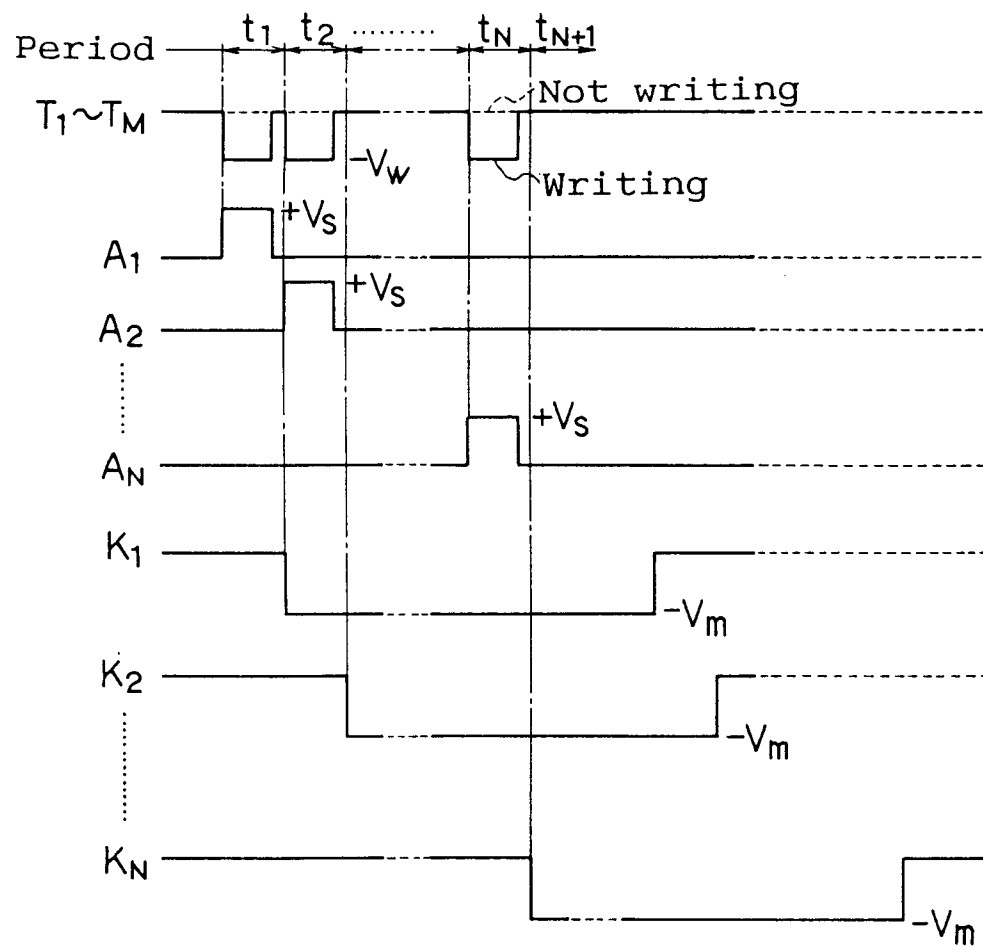 Period t1 t2 ········ tN tN+1
T1~TM Not writing
-VW Writing
+VS
A1
+VS
A2
+VS
AN
K1
-Vm
K2
-Vm
KN
-Vm